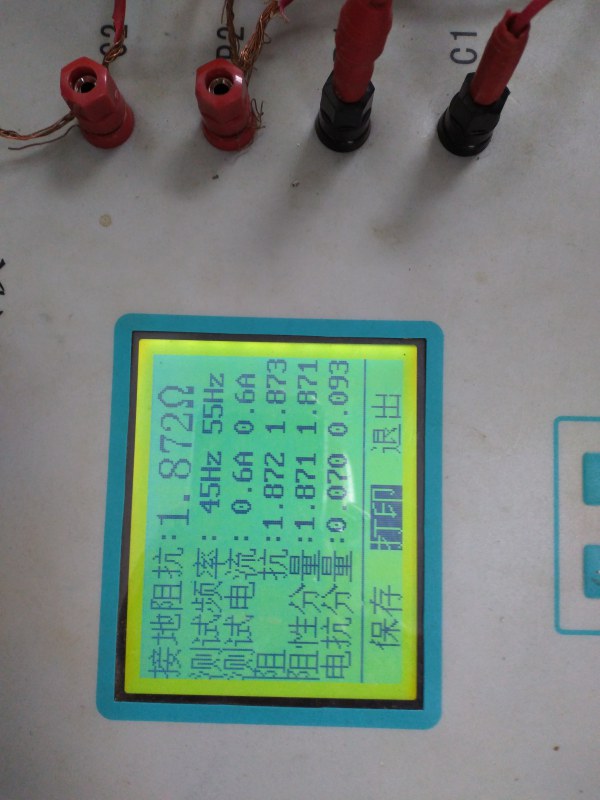 C2 P2 C1
接地阻抗:1.872Ω
测试频率: 45Hz 55Hz
测试电流: 0.6A 0.6A
阻　　抗:1.872 1.873
阻性分量:1.871 1.871
电抗分量:0.070 0.093
保存 打印 退出